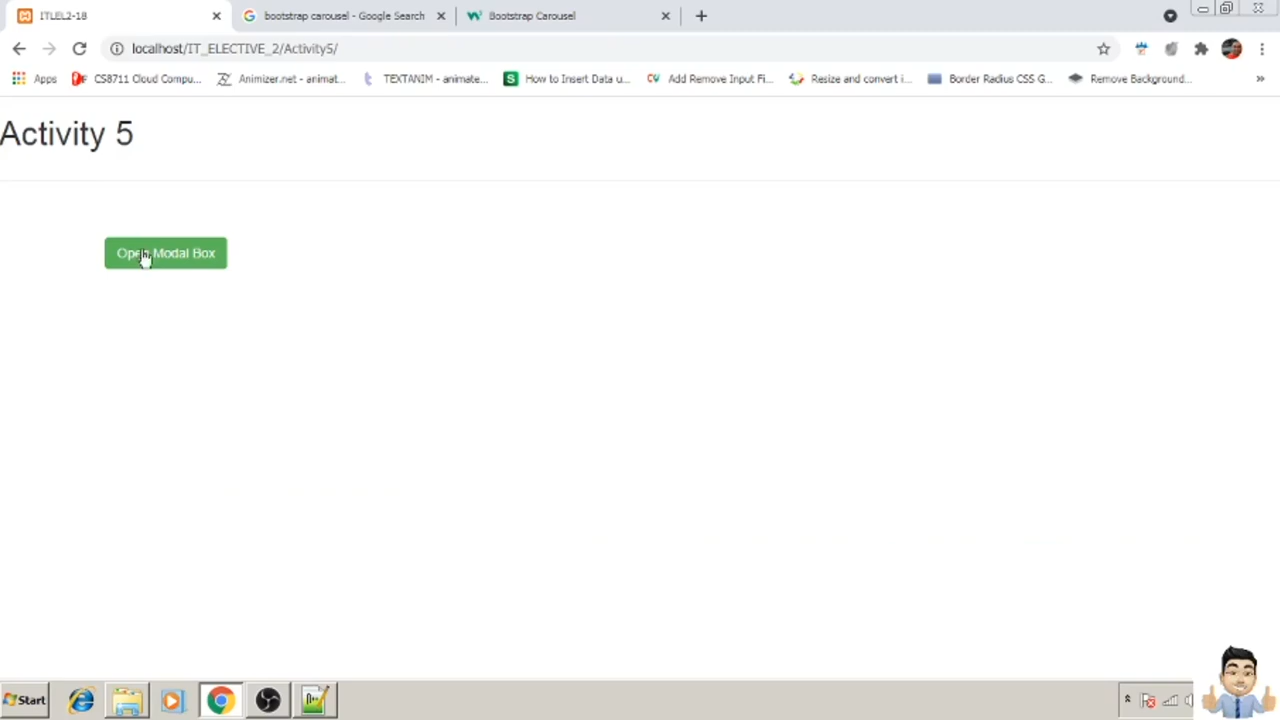 ITLEL2-18
bootstrap carousel - Google Search
Bootstrap Carousel
localhost/IT_ELECTIVE_2/Activity5/
Apps
CS8711 Cloud Compu...
Animizer.net - animat...
TEXTANIM - animate...
How to Insert Data u...
Add Remove Input Fi...
Resize and convert i...
Border Radius CSS G...
Remove Background...
»
Activity 5
Open Modal Box
Start